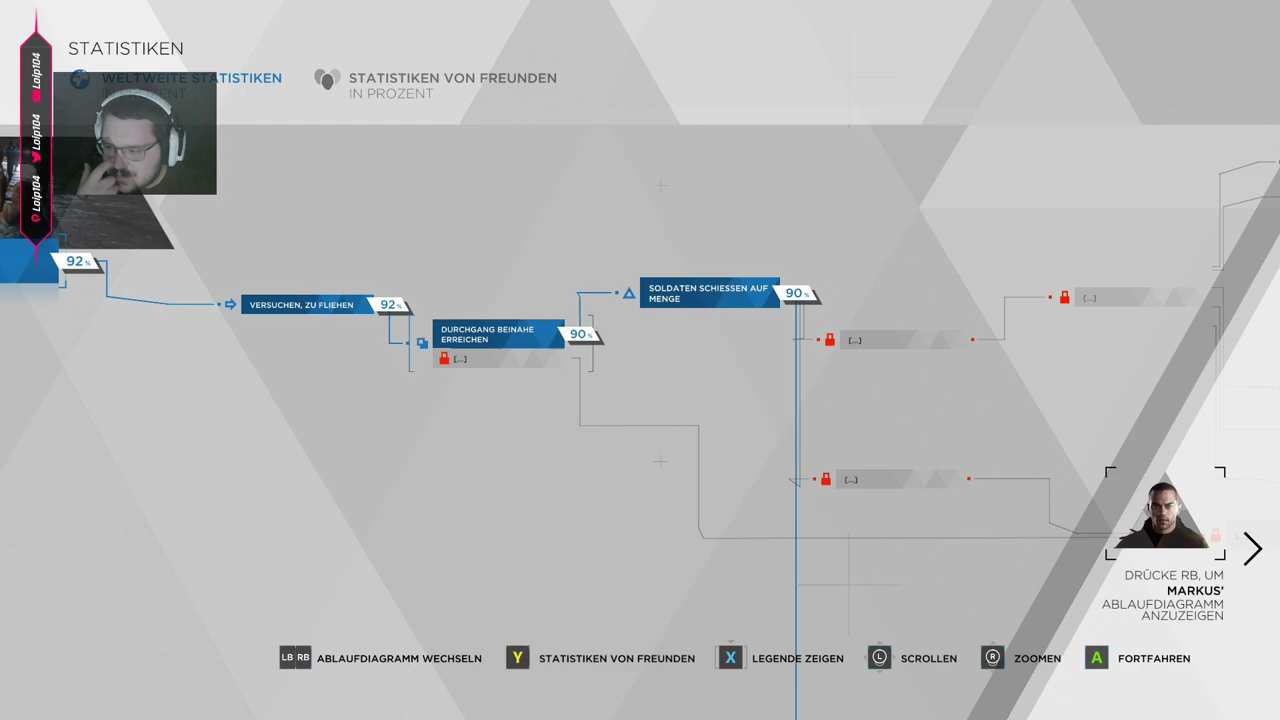 STATISTIKEN
WELTWEITE STATISTIKEN
STATISTIKEN VON FREUNDEN
IN PROZENT
Loip104
Loip104
Loip104
92 %
VERSUCHEN, ZU FLIEHEN
92 %
DURCHGANG BEINAHE
ERREICHEN
90 %
[...]
SOLDATEN SCHIESSEN AUF
MENGE
90 %
[...]
[...]
[...]
DRÜCKE RB, UM
MARKUS'
ABLAUFDIAGRAMM
ANZUZEIGEN
LB RB ABLAUFDIAGRAMM WECHSELN
Y STATISTIKEN VON FREUNDEN
X LEGENDE ZEIGEN
L SCROLLEN
R ZOOMEN
A FORTFAHREN